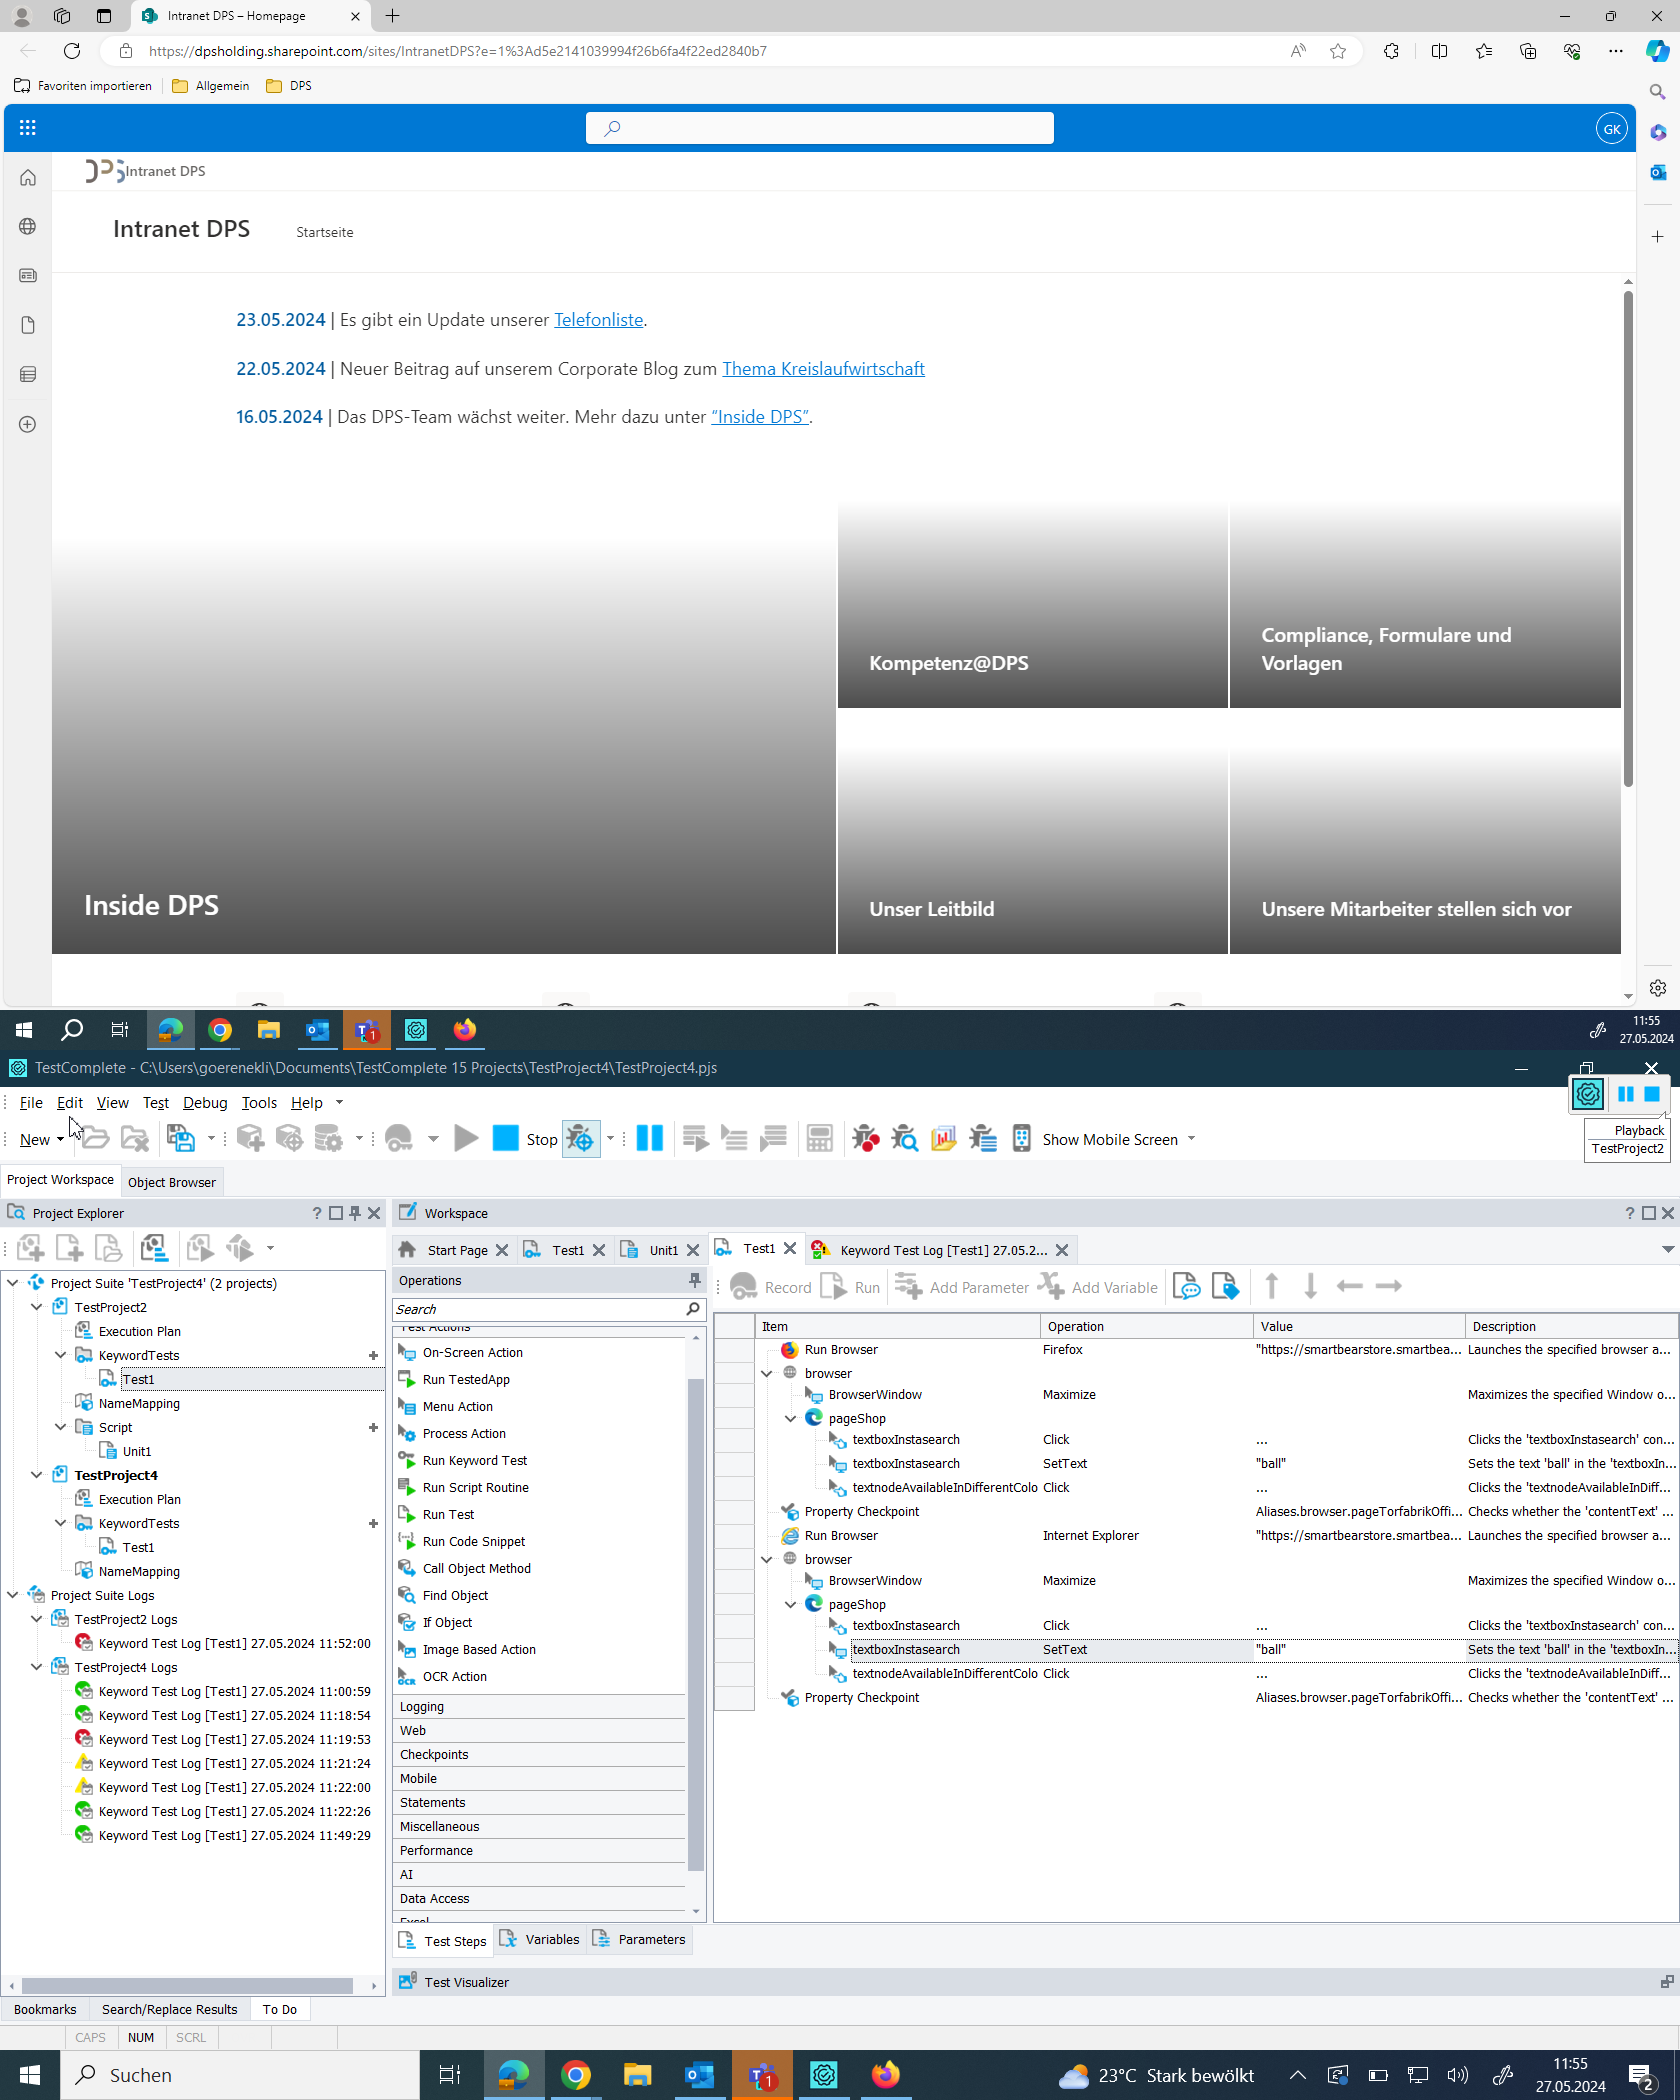 Intranet DPS – Homepage
https://dpsholding.sharepoint.com/sites/IntranetDPS?e=1%3Ad5e2141039994f26b6fa4f22ed2840b7
Favoriten importieren Allgemein DPS
GK
DPS Intranet DPS
Intranet DPS Startseite
23.05.2024 | Es gibt ein Update unserer Telefonliste.
22.05.2024 | Neuer Beitrag auf unserem Corporate Blog zum Thema Kreislaufwirtschaft
16.05.2024 | Das DPS-Team wächst weiter. Mehr dazu unter “Inside DPS”.
Compliance, Formulare und
Kompetenz@DPS Vorlagen
Inside DPS
Unser Leitbild
Unsere Mitarbeiter stellen sich vor
1
11:55
27.05.2024
TestComplete - C:\Users\goerenekli\Documents\TestComplete 15 Projects\TestProject4\TestProject4.pjs
File Edit View Test Debug Tools Help
New Stop Show Mobile Screen
Playback
TestProject2
Project Workspace Object Browser
Project Explorer
Workspace
Start Page Test1 Unit1 Test1 Keyword Test Log [Test1] 27.05.2...
Project Suite 'TestProject4' (2 projects)
TestProject2
Execution Plan
KeywordTests
Test1
NameMapping
Script
Unit1
TestProject4
Execution Plan
KeywordTests
Test1
NameMapping
Project Suite Logs
TestProject2 Logs
Keyword Test Log [Test1] 27.05.2024 11:52:00
TestProject4 Logs
Keyword Test Log [Test1] 27.05.2024 11:00:59
Keyword Test Log [Test1] 27.05.2024 11:18:54
Keyword Test Log [Test1] 27.05.2024 11:19:53
Keyword Test Log [Test1] 27.05.2024 11:21:24
Keyword Test Log [Test1] 27.05.2024 11:22:00
Keyword Test Log [Test1] 27.05.2024 11:22:26
Keyword Test Log [Test1] 27.05.2024 11:49:29
Operations
Search
Test Actions
On-Screen Action
Run TestedApp
Menu Action
Process Action
Run Keyword Test
Run Script Routine
Run Test
Run Code Snippet
Call Object Method
Find Object
If Object
Image Based Action
OCR Action
Logging
Web
Checkpoints
Mobile
Statements
Miscellaneous
Performance
AI
Data Access
Excel
Record Run Add Parameter Add Variable
Item Operation Value Description
Run Browser Firefox "https://smartbearstore.smartbea... Launches the specified browser a...
browser
BrowserWindow Maximize Maximizes the specified Window o...
pageShop
textboxInstasearch Click ... Clicks the 'textboxInstasearch' con...
textboxInstasearch SetText "ball" Sets the text 'ball' in the 'textboxIn...
textnodeAvailableInDifferentColo Click ... Clicks the 'textnodeAvailableInDiff...
Property Checkpoint Aliases.browser.pageTorfabrikOffi... Checks whether the 'contentText' ...
Run Browser Internet Explorer "https://smartbearstore.smartbea... Launches the specified browser a...
browser
BrowserWindow Maximize Maximizes the specified Window o...
pageShop
textboxInstasearch Click ... Clicks the 'textboxInstasearch' con...
textboxInstasearch SetText "ball" Sets the text 'ball' in the 'textboxIn...
textnodeAvailableInDifferentColo Click ... Clicks the 'textnodeAvailableInDiff...
Property Checkpoint Aliases.browser.pageTorfabrikOffi... Checks whether the 'contentText' ...
Test Steps Variables Parameters
Test Visualizer
Bookmarks Search/Replace Results To Do
CAPS NUM SCRL
Suchen
1
23°C Stark bewölkt
11:55
27.05.2024
2